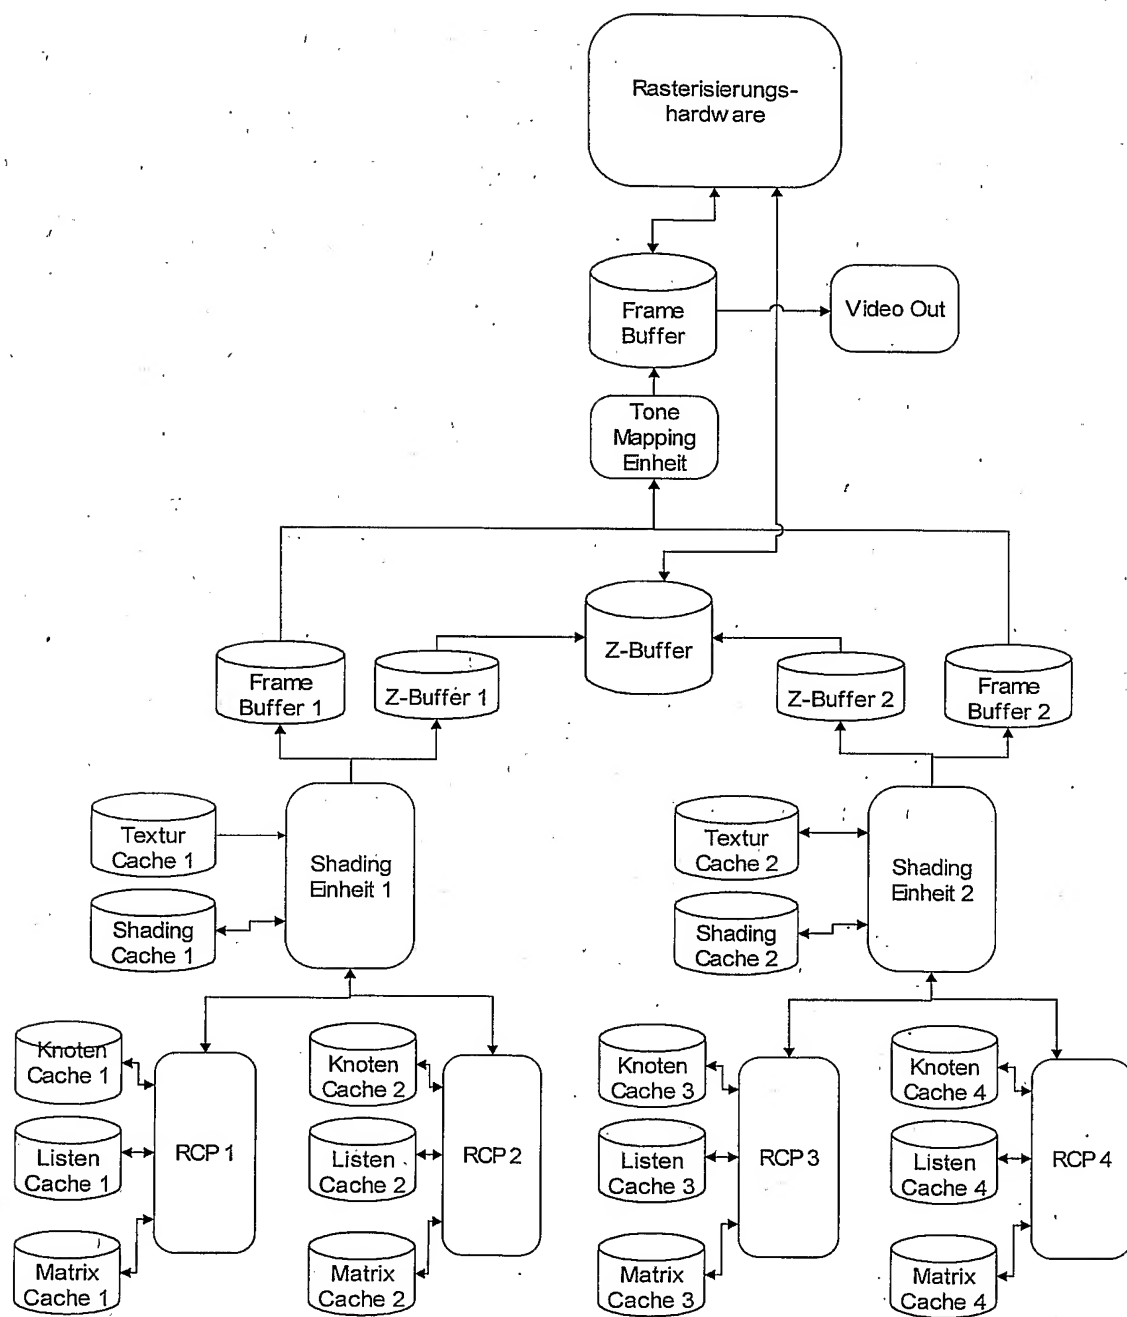 Rasterisierungs-
hardware
Frame
Buffer
Video Out
Tone
Mapping
Einheit
Z-Buffer
Frame
Buffer 1
Z-Buffer 1
Z-Buffer 2
Frame
Buffer 2
Textur
Cache 1
Shading
Einheit 1
Shading
Cache 1
Textur
Cache 2
Shading
Einheit 2
Shading
Cache 2
Knoten
Cache 1
Listen
Cache 1
Matrix
Cache 1
RCP 1
Knoten
Cache 2
Listen
Cache 2
Matrix
Cache 2
RCP 2
Knoten
Cache 3
Listen
Cache 3
Matrix
Cache 3
RCP 3
Knoten
Cache 4
Listen
Cache 4
Matrix
Cache 4
RCP 4